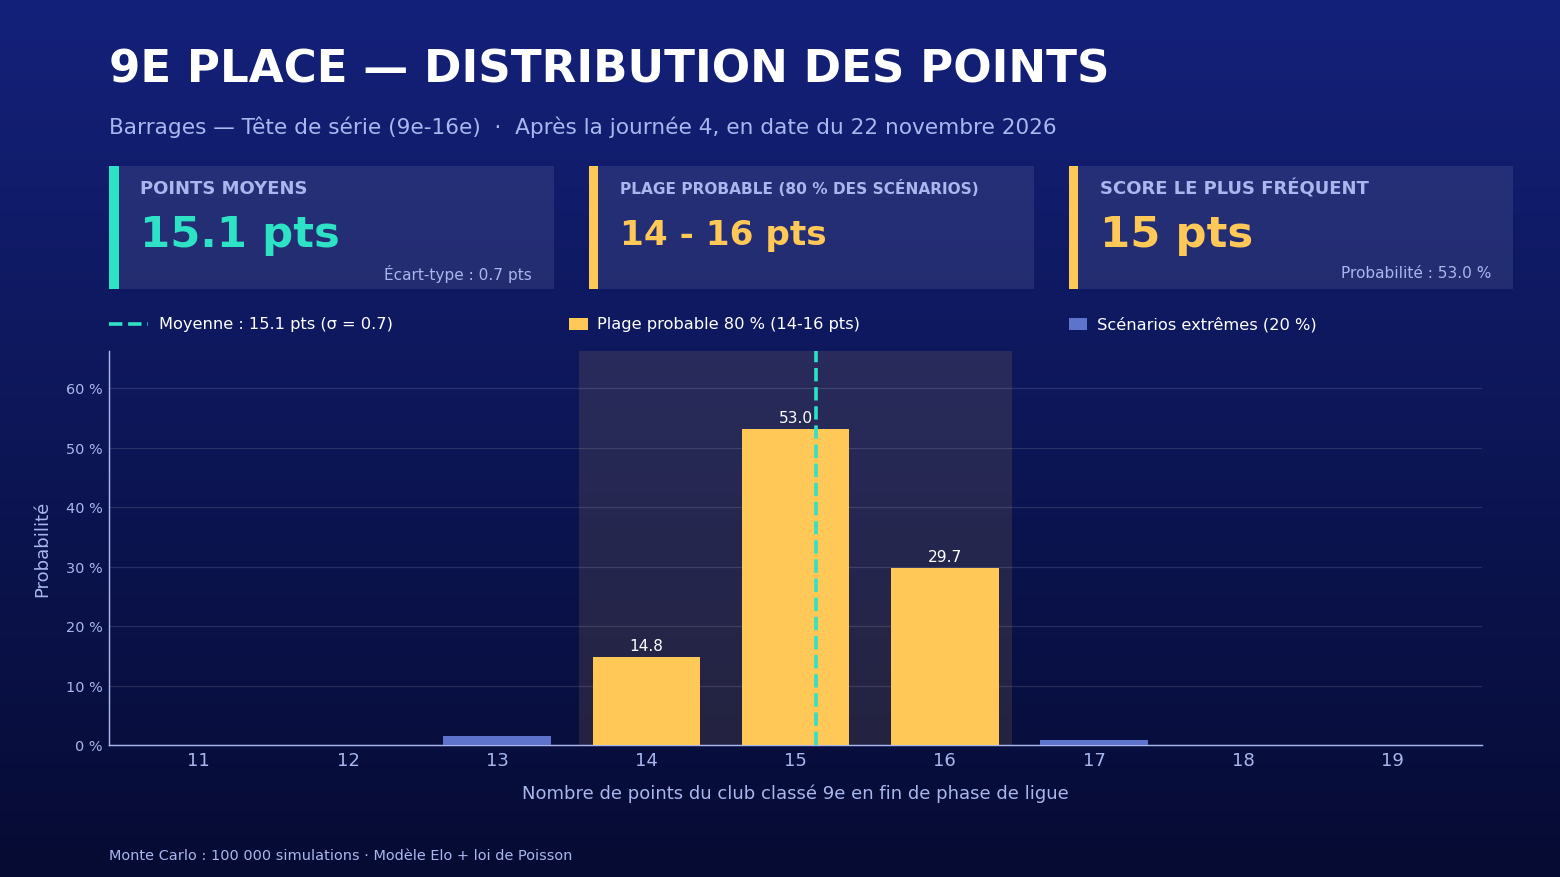 9E PLACE — DISTRIBUTION DES POINTS
Barrages — Tête de série (9e-16e) · Après la journée 4, en date du 22 novembre 2026
POINTS MOYENS
15.1 pts
Écart-type : 0.7 pts
PLAGE PROBABLE (80 % DES SCÉNARIOS)
14 - 16 pts
SCORE LE PLUS FRÉQUENT
15 pts
Probabilité : 53.0 %
Moyenne : 15.1 pts (σ = 0.7)
Plage probable 80 % (14-16 pts)
Scénarios extrêmes (20 %)
Probabilité
60 %
50 %
40 %
30 %
20 %
10 %
0 %
14.8
53.0
29.7
11 12 13 14 15 16 17 18 19
Nombre de points du club classé 9e en fin de phase de ligue
Monte Carlo : 100 000 simulations · Modèle Elo + loi de Poisson